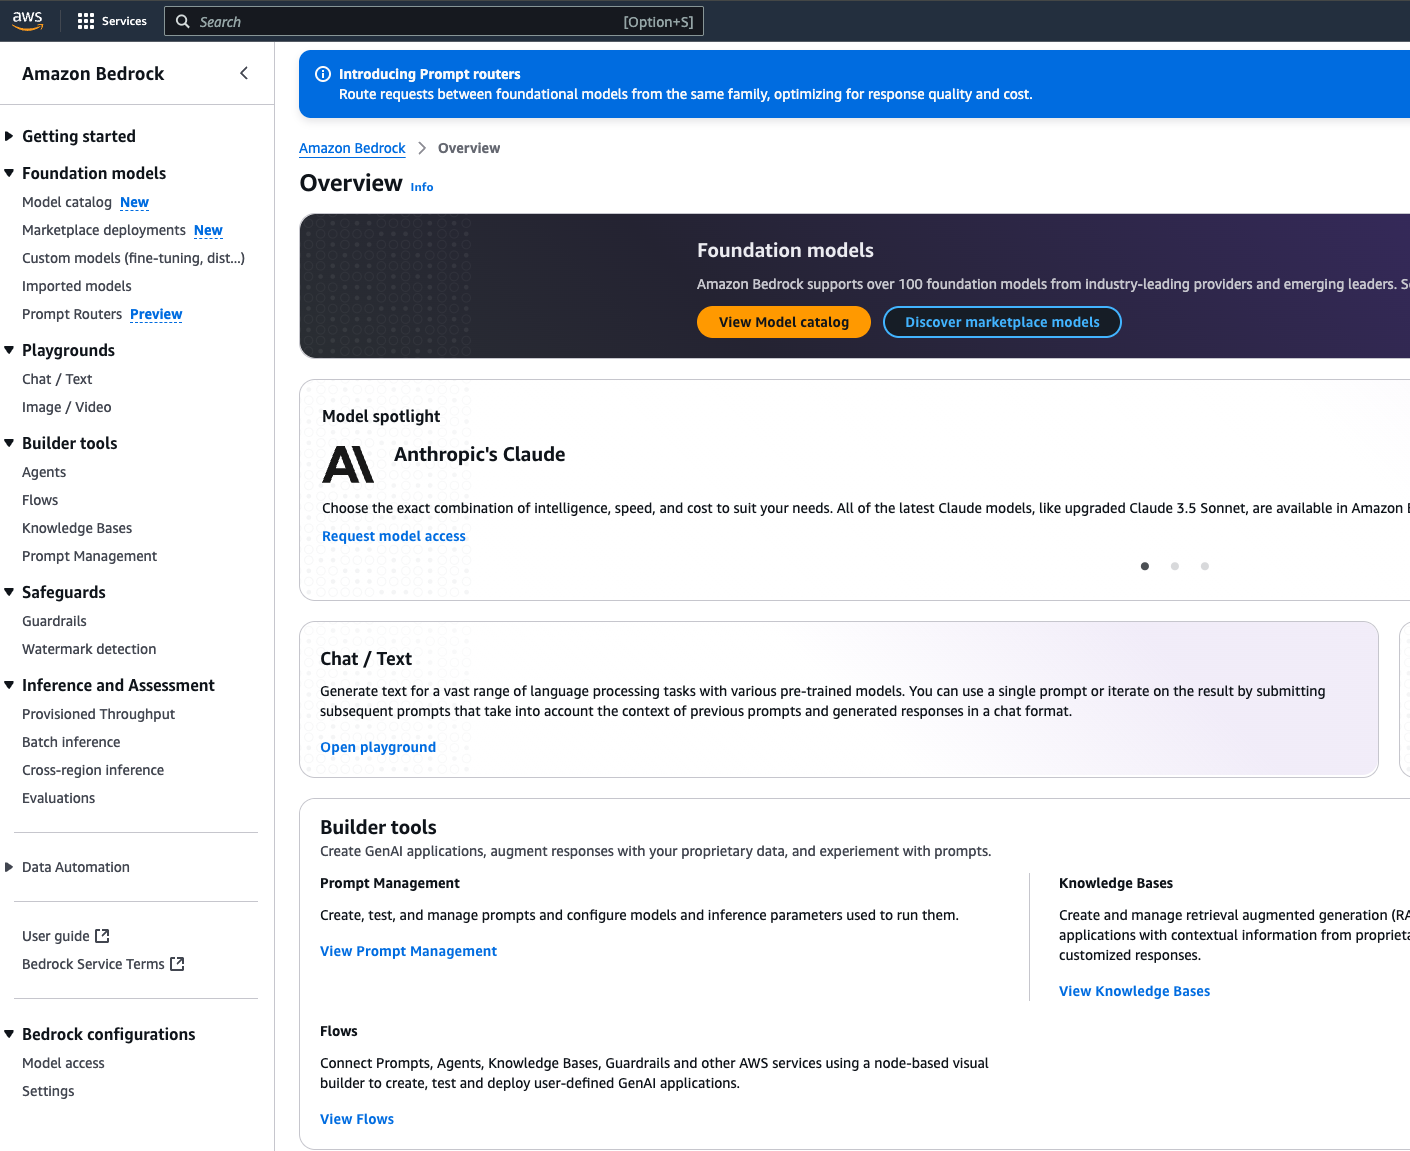 aws
Services
Search
[Option+S]
Amazon Bedrock
Getting started
Foundation models
Model catalog New
Marketplace deployments New
Custom models (fine-tuning, dist...)
Imported models
Prompt Routers Preview
Playgrounds
Chat / Text
Image / Video
Builder tools
Agents
Flows
Knowledge Bases
Prompt Management
Safeguards
Guardrails
Watermark detection
Inference and Assessment
Provisioned Throughput
Batch inference
Cross-region inference
Evaluations
Data Automation
User guide
Bedrock Service Terms
Bedrock configurations
Model access
Settings
Introducing Prompt routers
Route requests between foundational models from the same family, optimizing for response quality and cost.
Amazon Bedrock > Overview
Overview Info
Foundation models
Amazon Bedrock supports over 100 foundation models from industry-leading providers and emerging leaders.
View Model catalog
Discover marketplace models
Model spotlight
Anthropic's Claude
Choose the exact combination of intelligence, speed, and cost to suit your needs. All of the latest Claude models, like upgraded Claude 3.5 Sonnet, are available in Amazon
Request model access
Chat / Text
Generate text for a vast range of language processing tasks with various pre-trained models. You can use a single prompt or iterate on the result by submitting
subsequent prompts that take into account the context of previous prompts and generated responses in a chat format.
Open playground
Builder tools
Create GenAI applications, augment responses with your proprietary data, and experiement with prompts.
Prompt Management
Create, test, and manage prompts and configure models and inference parameters used to run them.
View Prompt Management
Knowledge Bases
Create and manage retrieval augmented generation (RA
applications with contextual information from proprieta
customized responses.
View Knowledge Bases
Flows
Connect Prompts, Agents, Knowledge Bases, Guardrails and other AWS services using a node-based visual
builder to create, test and deploy user-defined GenAI applications.
View Flows